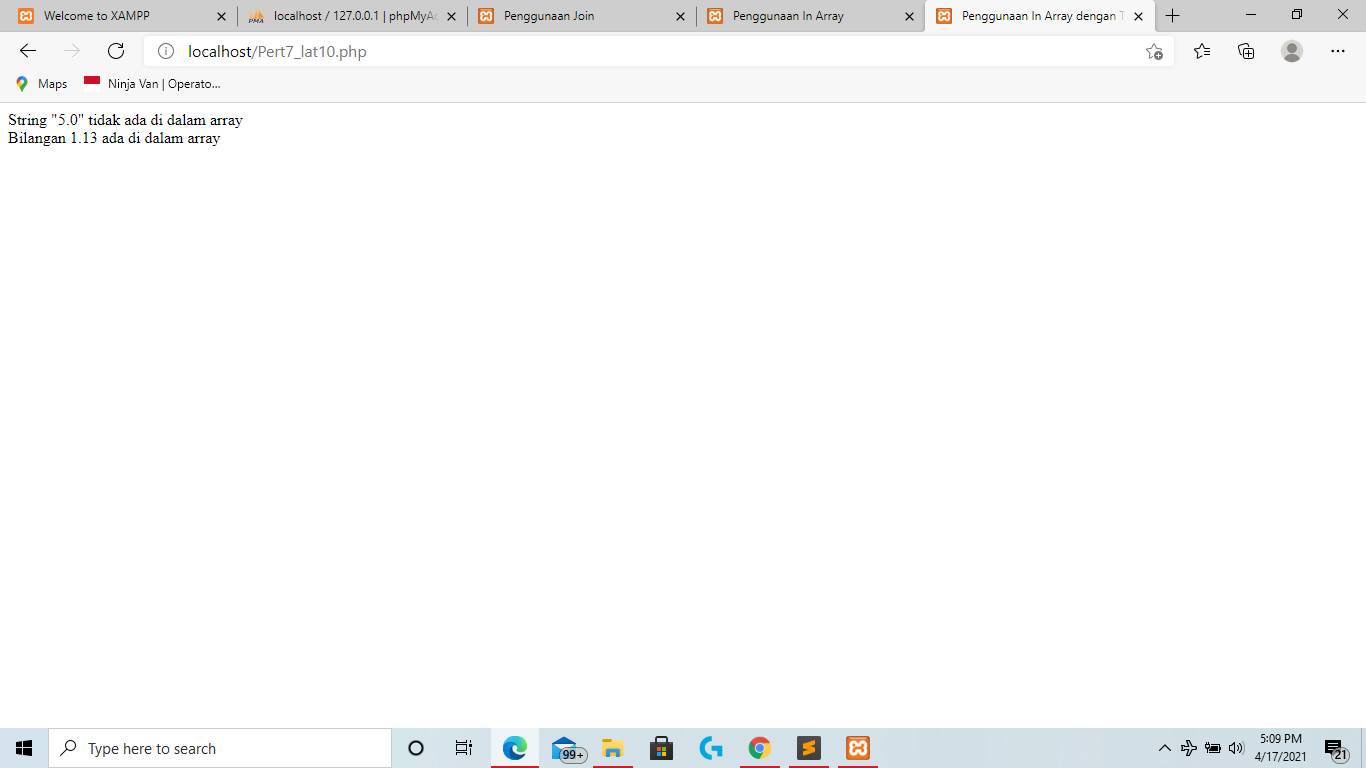 Welcome to XAMPP
localhost / 127.0.0.1 | phpMyAc
Penggunaan Join
Penggunaan In Array
Penggunaan In Array dengan T
localhost/Pert7_lat10.php
Maps
Ninja Van | Operato...
String "5.0" tidak ada di dalam array
Bilangan 1.13 ada di dalam array
Type here to search
99+
5:09 PM
4/17/2021
21